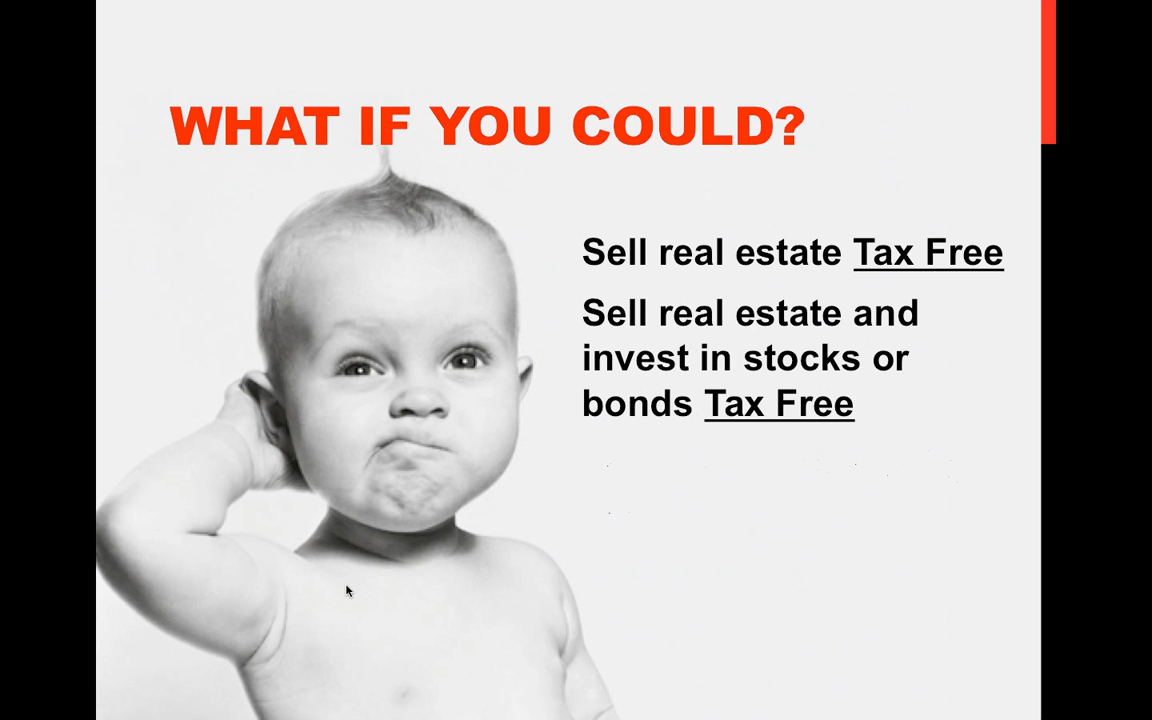 WHAT IF YOU COULD?
Sell real estate Tax Free
Sell real estate and
invest in stocks or
bonds Tax Free